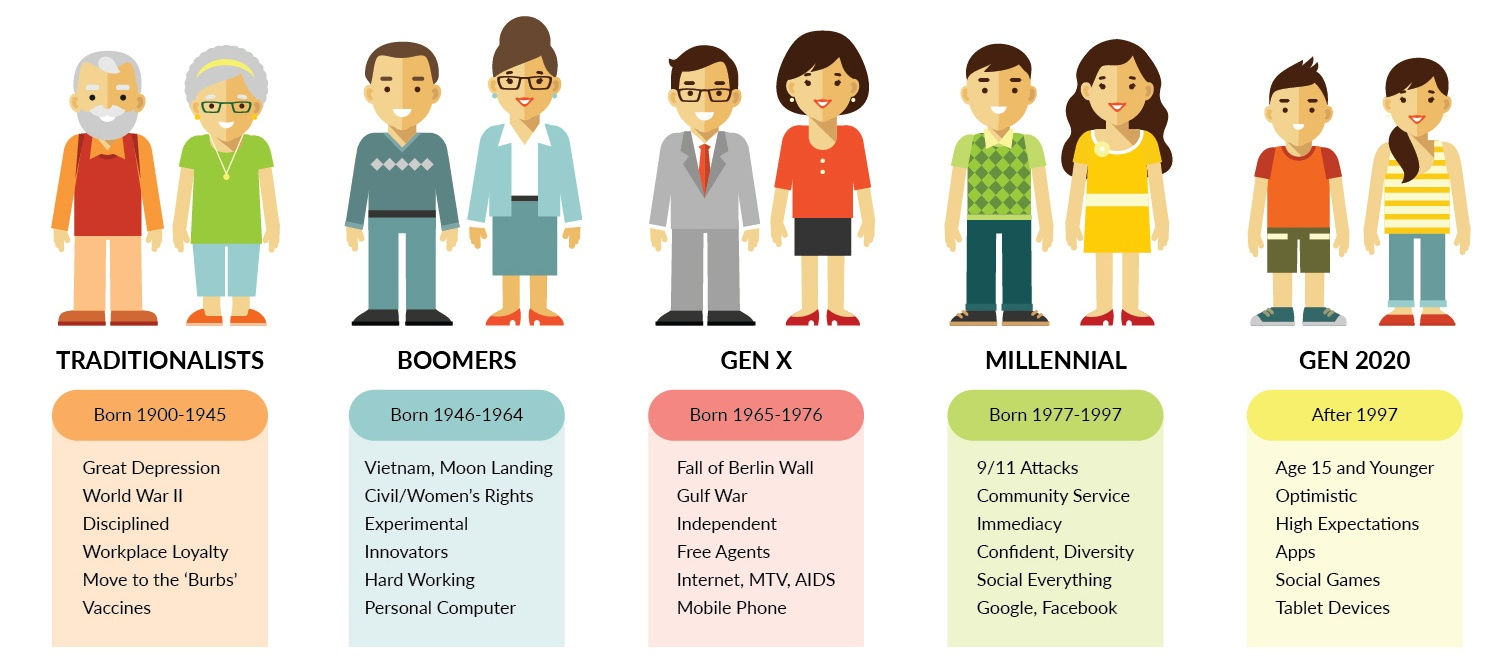 TRADITIONALISTS
Born 1900-1945
Great Depression
World War II
Disciplined
Workplace Loyalty
Move to the ‘Burbs’
Vaccines
BOOMERS
Born 1946-1964
Vietnam, Moon Landing
Civil/Women’s Rights
Experimental
Innovators
Hard Working
Personal Computer
GEN X
Born 1965-1976
Fall of Berlin Wall
Gulf War
Independent
Free Agents
Internet, MTV, AIDS
Mobile Phone
MILLENNIAL
Born 1977-1997
9/11 Attacks
Community Service
Immediacy
Confident, Diversity
Social Everything
Google, Facebook
GEN 2020
After 1997
Age 15 and Younger
Optimistic
High Expectations
Apps
Social Games
Tablet Devices